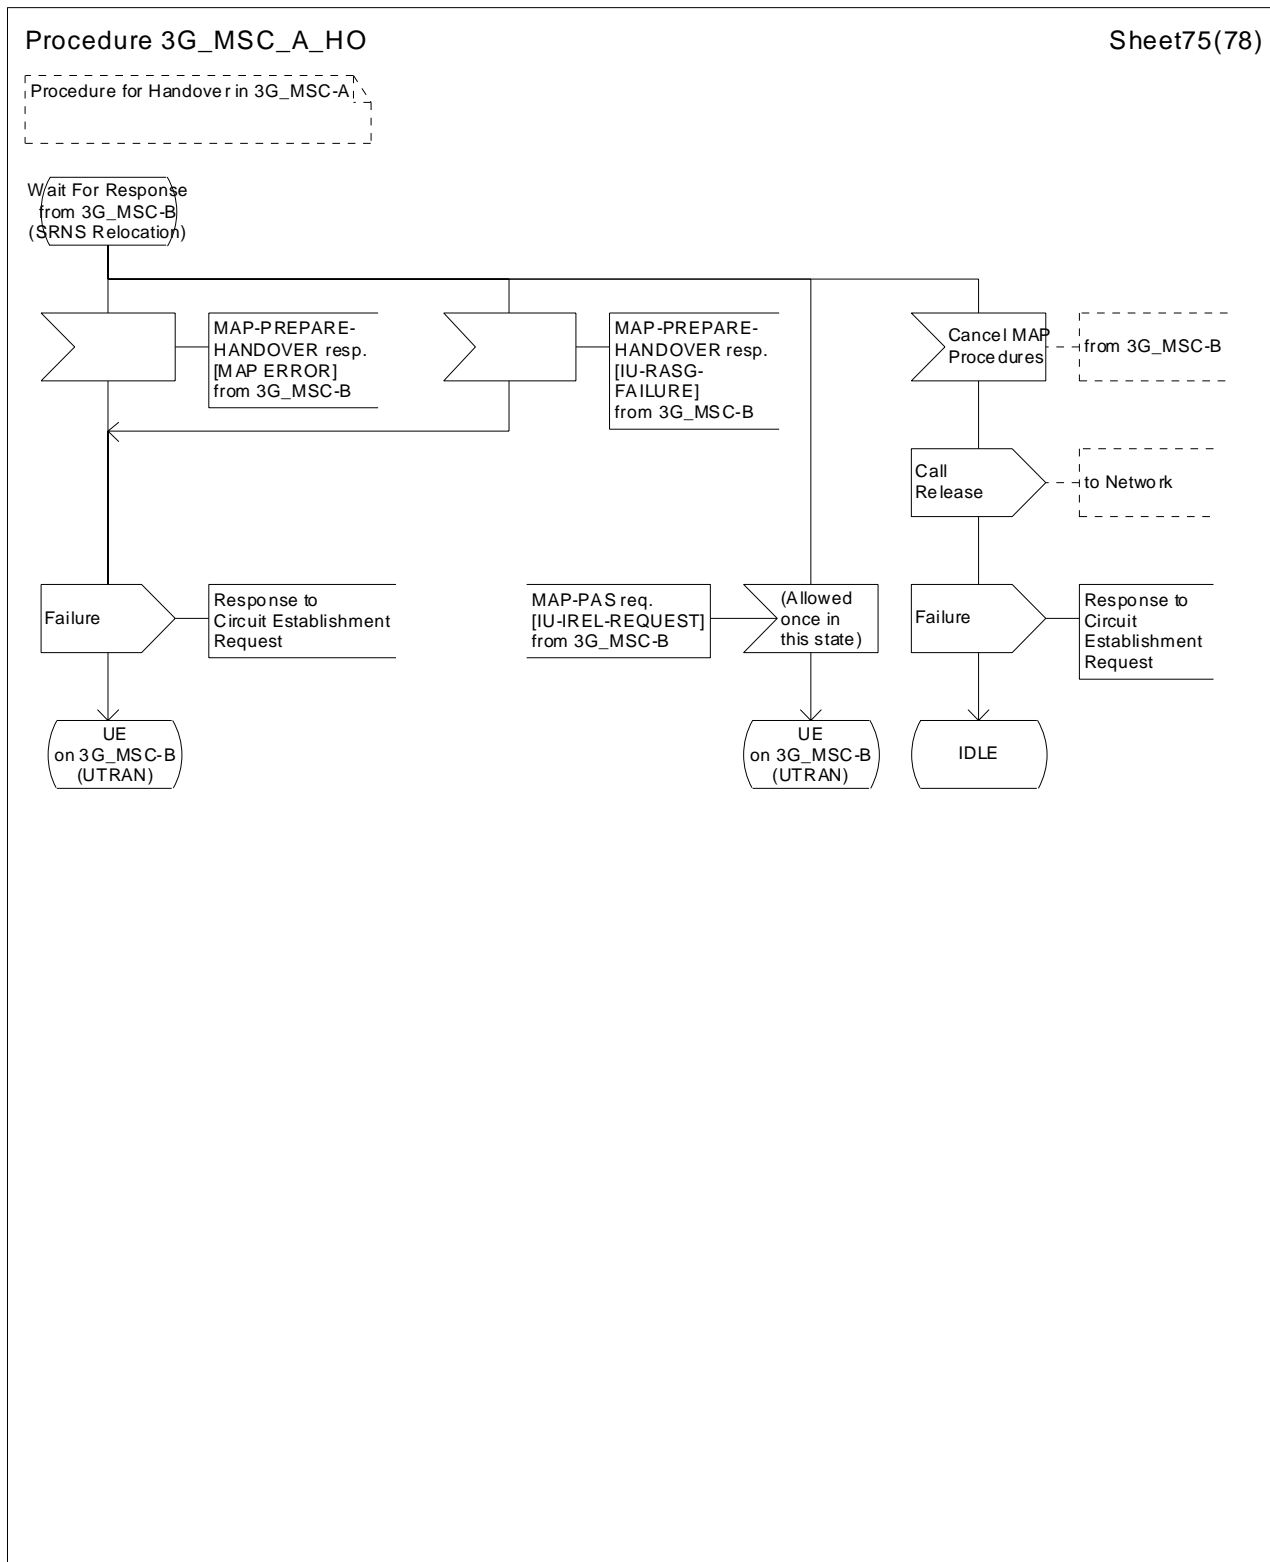 Procedure 3G_MSC_A_HO
Sheet75(78)
Procedure for Handover in 3G_MSC-A
Wait For Response
from 3G_MSC-B
(SRNS Relocation)
MAP-PREPARE-
HANDOVER resp.
[MAP ERROR]
from 3G_MSC-B
MAP-PREPARE-
HANDOVER resp.
[IU-RASG-
FAILURE]
from 3G_MSC-B
Cancel MAP
Procedures
from 3G_MSC-B
Call
Release
to Network
Failure
Response to
Circuit Establishment
Request
MAP-PAS req.
[IU-IREL-REQUEST]
from 3G_MSC-B
(Allowed
once in
this state)
Failure
Response to
Circuit
Establishment
Request
UE
on 3G_MSC-B
(UTRAN)
UE
on 3G_MSC-B
(UTRAN)
IDLE